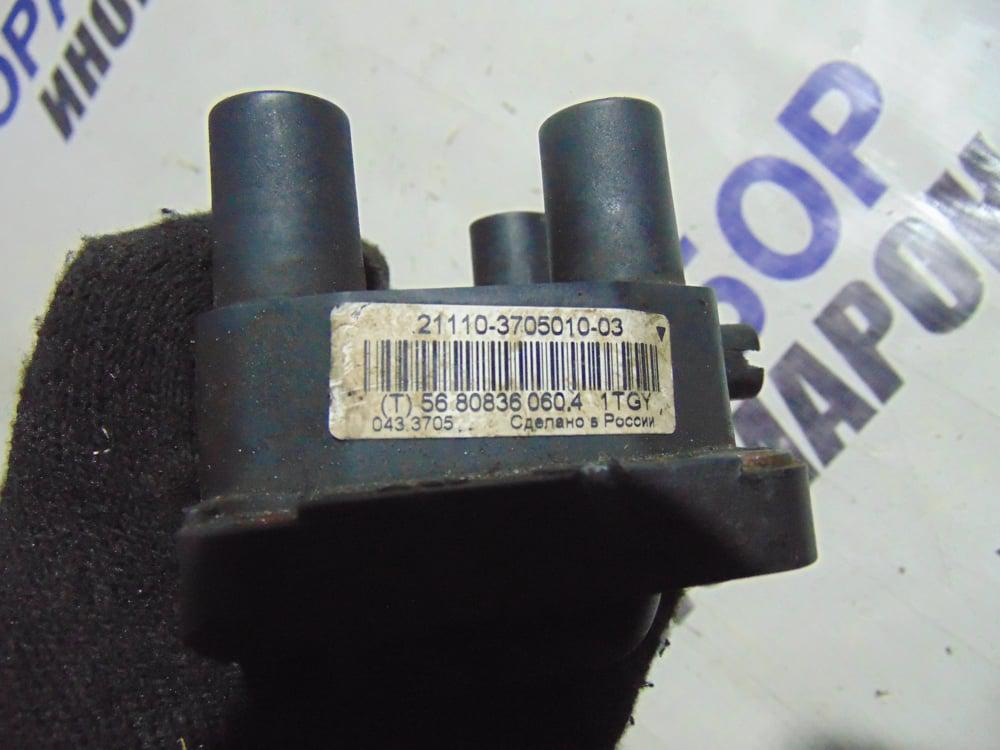 21110-3705010-03
(T) 56.80836 060.4 1TGY
043.3705 Сделано в России